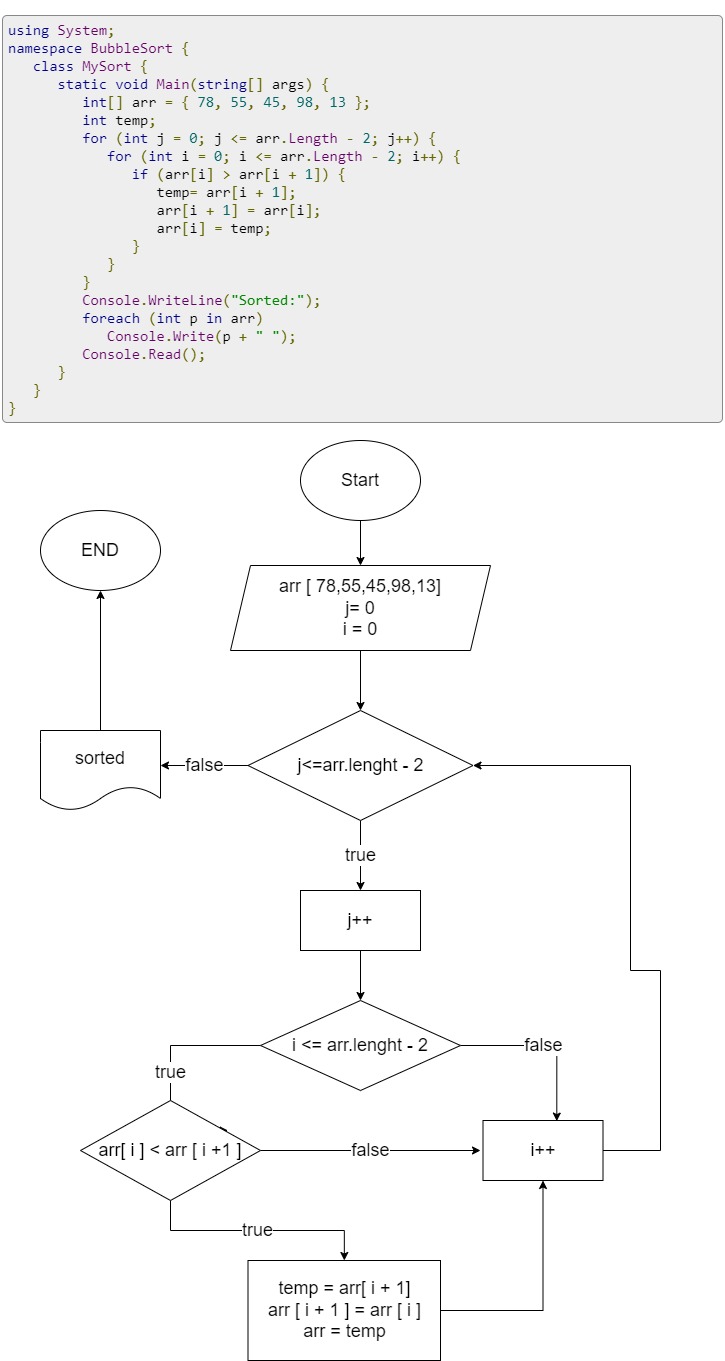 using System;
namespace BubbleSort {
   class MySort {
      static void Main(string[] args) {
         int[] arr = { 78, 55, 45, 98, 13 };
         int temp;
         for (int j = 0; j <= arr.Length - 2; j++) {
            for (int i = 0; i <= arr.Length - 2; i++) {
               if (arr[i] > arr[i + 1]) {
                  temp= arr[i + 1];
                  arr[i + 1] = arr[i];
                  arr[i] = temp;
               }
            }
         }
         Console.WriteLine("Sorted:");
         foreach (int p in arr)
            Console.Write(p + " ");
         Console.Read();
      }
   }
}
Start
END
arr [ 78,55,45,98,13]
j= 0
i = 0
sorted
false
j<=arr.lenght - 2
true
j++
i <= arr.lenght - 2
false
true
arr[ i ] < arr [ i +1 ]
false
i++
true
temp = arr[ i + 1]
arr [ i + 1 ] = arr [ i ]
arr = temp